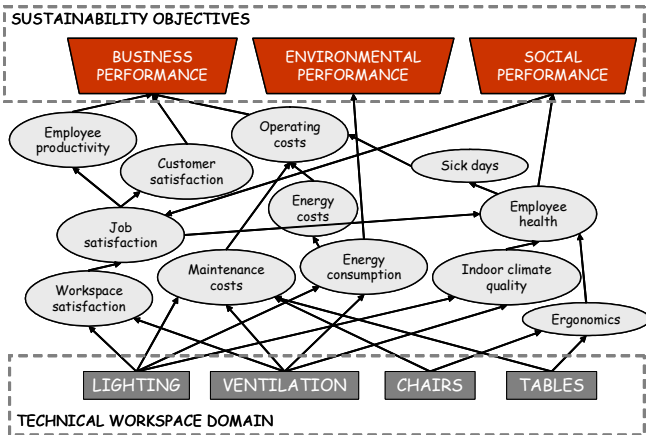 SUSTAINABILITY OBJECTIVES
BUSINESS
PERFORMANCE
ENVIRONMENTAL
PERFORMANCE
SOCIAL
PERFORMANCE
Employee
productivity
Customer
satisfaction
Operating
costs
Sick days
Energy
costs
Employee
health
Job
satisfaction
Workspace
satisfaction
Maintenance
costs
Energy
consumption
Indoor climate
quality
Ergonomics
LIGHTING
VENTILATION
CHAIRS
TABLES
TECHNICAL WORKSPACE DOMAIN